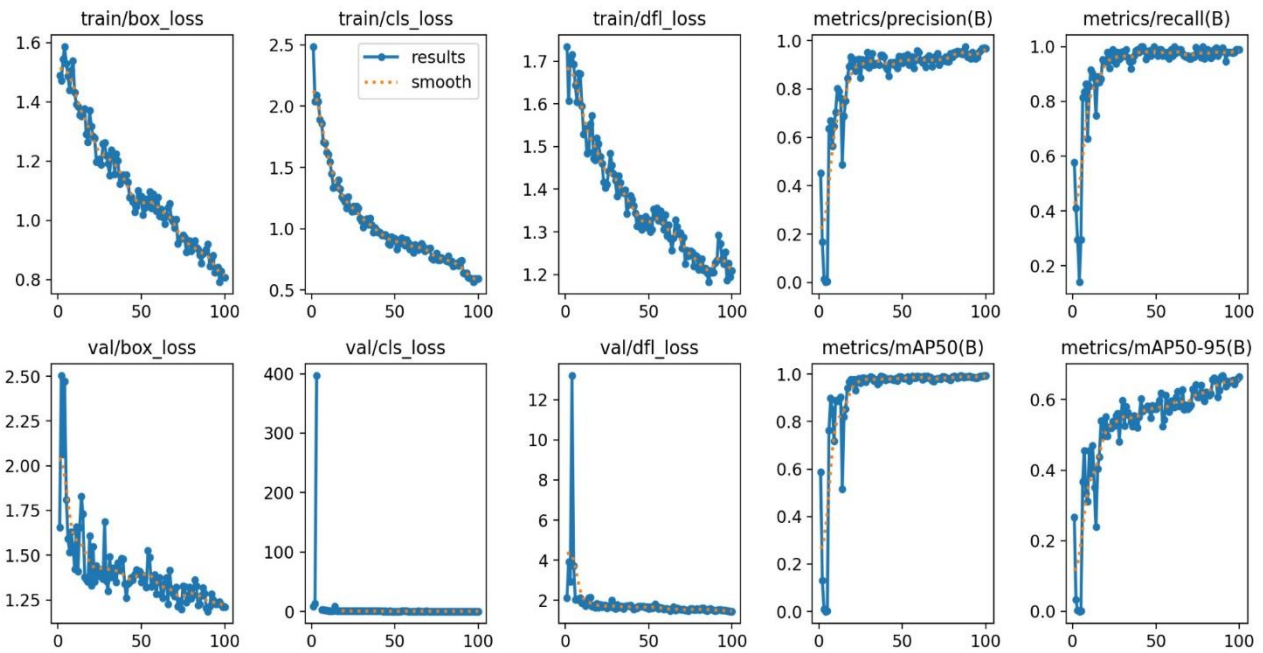 train/box_loss train/cls_loss train/dfl_loss metrics/precision(B) metrics/recall(B)
1.6 2.5 1.7 1.0 1.0
results
smooth
1.4 2.0 1.6 0.8 0.8
1.2 1.5 1.5 0.6 0.6
1.0 1.0 1.4 0.4 0.4
0.8 0.5 1.3 0.2 0.2
1.2 0.0
0 50 100 0 50 100 0 50 100 0 50 100 0 50 100
val/box_loss val/cls_loss val/dfl_loss metrics/mAP50(B) metrics/mAP50-95(B)
2.50 400 12 1.0 0.6
2.25 300 10 0.8 0.4
2.00 200 8 0.6 0.2
1.75 100 6 0.4 0.0
1.50 0 4 0.2
1.25 2 0.0
0 50 100 0 50 100 0 50 100 0 50 100 0 50 100